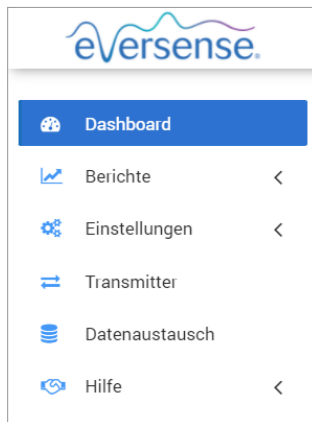 eversense®
Dashboard
Berichte
Einstellungen
Transmitter
Datenaustausch
Hilfe